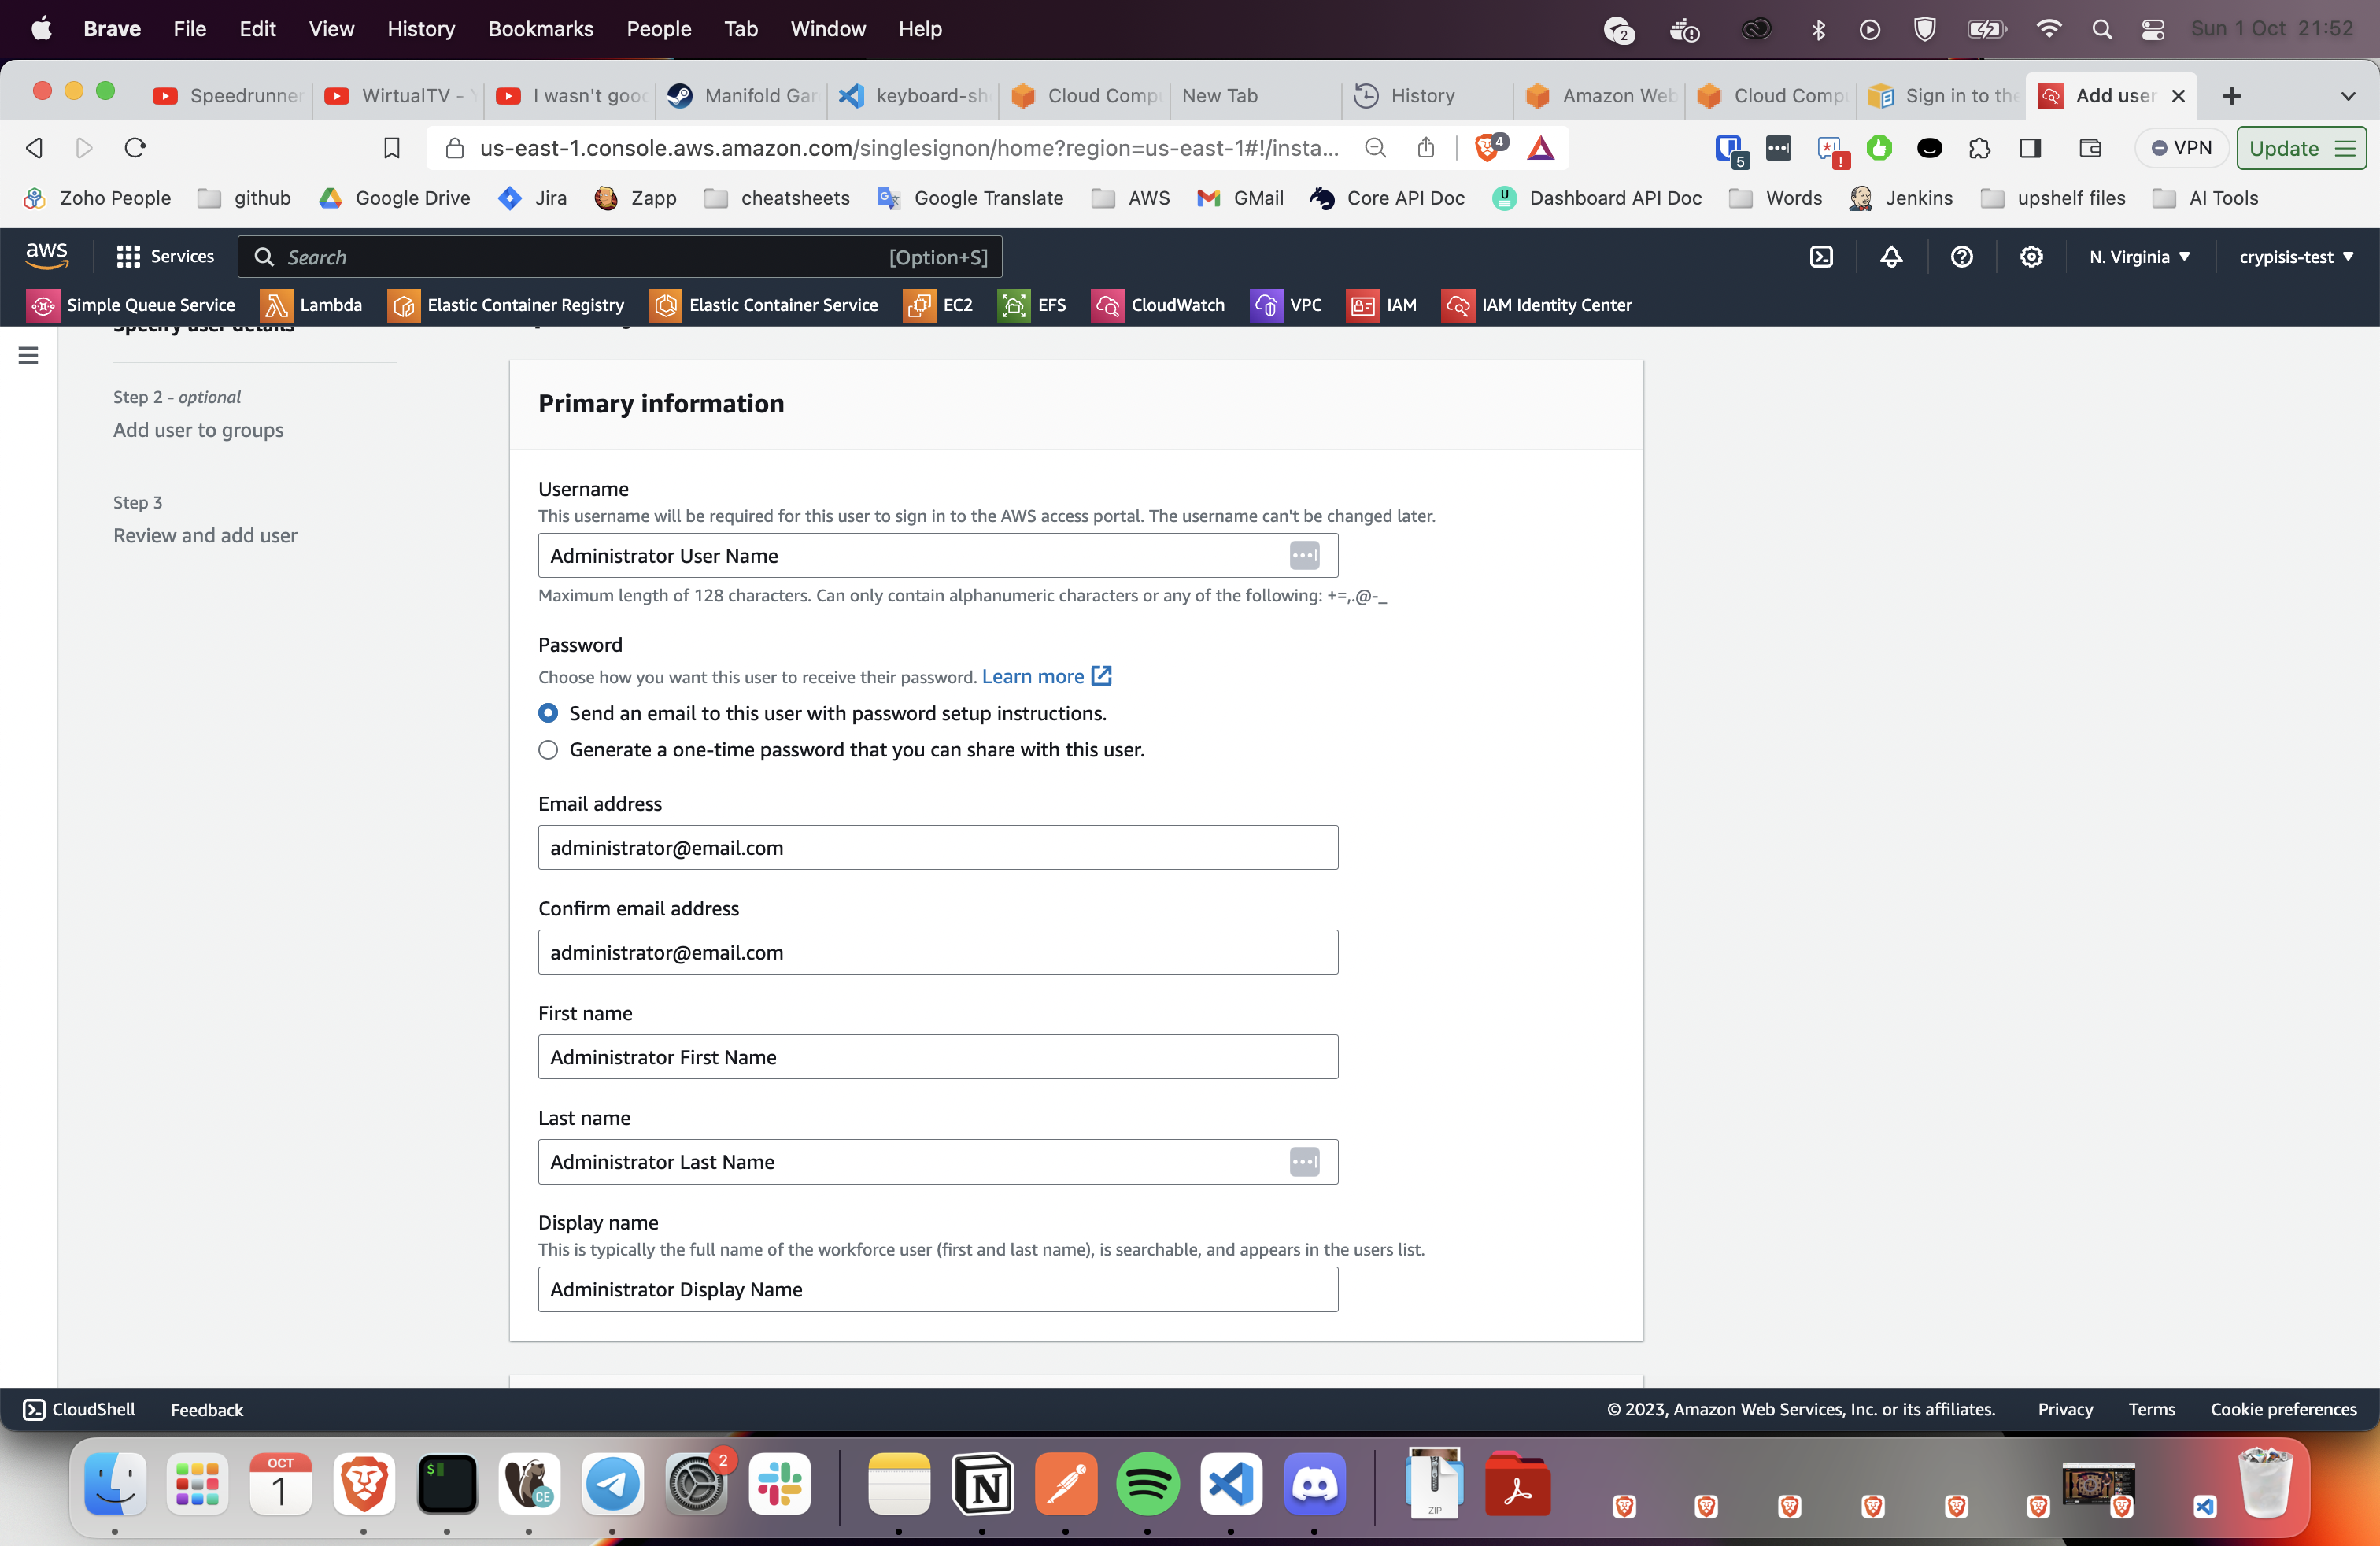 Brave File Edit View History Bookmarks People Tab Window Help 2 Sun 1 Oct 21:52
Speedrunner WirtualTV - I wasn't good Manifold Gar keyboard-sh Cloud Comp New Tab History Amazon Web Cloud Comp Sign in to the Add user
us-east-1.console.aws.amazon.com/singlesignon/home?region=us-east-1#!/insta... 4 5 ! VPN Update
Zoho People github Google Drive Jira Zapp cheatsheets Google Translate AWS GMail Core API Doc Dashboard API Doc Words Jenkins upshelf files AI Tools
aws Services Search [Option+S] N. Virginia crypisis-test
Simple Queue Service Lambda Elastic Container Registry Elastic Container Service EC2 EFS CloudWatch VPC IAM IAM Identity Center
Specify user details
Step 2 - optional
Add user to groups
Step 3
Review and add user
Primary information
Username
This username will be required for this user to sign in to the AWS access portal. The username can't be changed later.
Administrator User Name
Maximum length of 128 characters. Can only contain alphanumeric characters or any of the following: +=,.@-_
Password
Choose how you want this user to receive their password. Learn more
Send an email to this user with password setup instructions.
Generate a one-time password that you can share with this user.
Email address
administrator@email.com
Confirm email address
administrator@email.com
First name
Administrator First Name
Last name
Administrator Last Name
Display name
This is typically the full name of the workforce user (first and last name), is searchable, and appears in the users list.
Administrator Display Name
CloudShell Feedback © 2023, Amazon Web Services, Inc. or its affiliates. Privacy Terms Cookie preferences
OCT
1
$
CE
2
ZIP